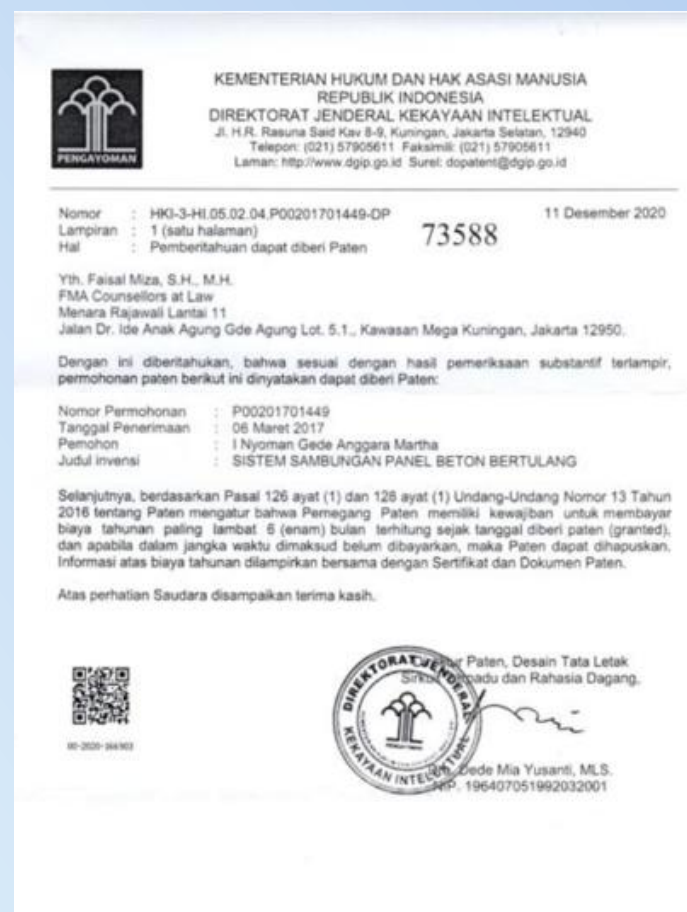 KEMENTERIAN HUKUM DAN HAK ASASI MANUSIA
REPUBLIK INDONESIA
DIREKTORAT JENDERAL KEKAYAAN INTELEKTUAL
Jl. H.R. Rasuna Said Kav 8-9, Kuningan, Jakarta Selatan, 12940
Telepon: (021) 57905611 Faksimili: (021) 57905611
Laman: http://www.dgip.go.id Surel: dopatent@dgip.go.id
PENGAYOMAN
Nomor : HKI-3-HI.05.02.04.P00201701449-DP
11 Desember 2020
Lampiran : 1 (satu halaman)
73588
Hal : Pemberitahuan dapat diberi Paten
Yth. Faisal Miza, S.H., M.H.
FMA Counsellors at Law
Menara Rajawali Lantai 11
Jalan Dr. Ide Anak Agung Gde Agung Lot. 5.1., Kawasan Mega Kuningan, Jakarta 12950.
Dengan ini diberitahukan, bahwa sesuai dengan hasil pemeriksaan substantif terlampir,
permohonan paten berikut ini dinyatakan dapat diberi Paten:
Nomor Permohonan : P00201701449
Tanggal Penerimaan : 06 Maret 2017
Pemohon : I Nyoman Gede Anggara Martha
Judul invensi : SISTEM SAMBUNGAN PANEL BETON BERTULANG
Selanjutnya, berdasarkan Pasal 126 ayat (1) dan 128 ayat (1) Undang-Undang Nomor 13 Tahun
2016 tentang Paten mengatur bahwa Pemegang Paten memiliki kewajiban untuk membayar
biaya tahunan paling lambat 6 (enam) bulan terhitung sejak tanggal diberi paten (granted),
dan apabila dalam jangka waktu dimaksud belum dibayarkan, maka Paten dapat dihapuskan.
Informasi atas biaya tahunan dilampirkan bersama dengan Sertifikat dan Dokumen Paten.
Atas perhatian Saudara disampaikan terima kasih.
Paten, Desain Tata Letak
dan Rahasia Dagang,
DIREKTORAT JENDERAL
KEKAYAAN INTELEKTUAL
00-2020-166903
Dede Mia Yusanti, MLS.
NIP. 196407051992032001